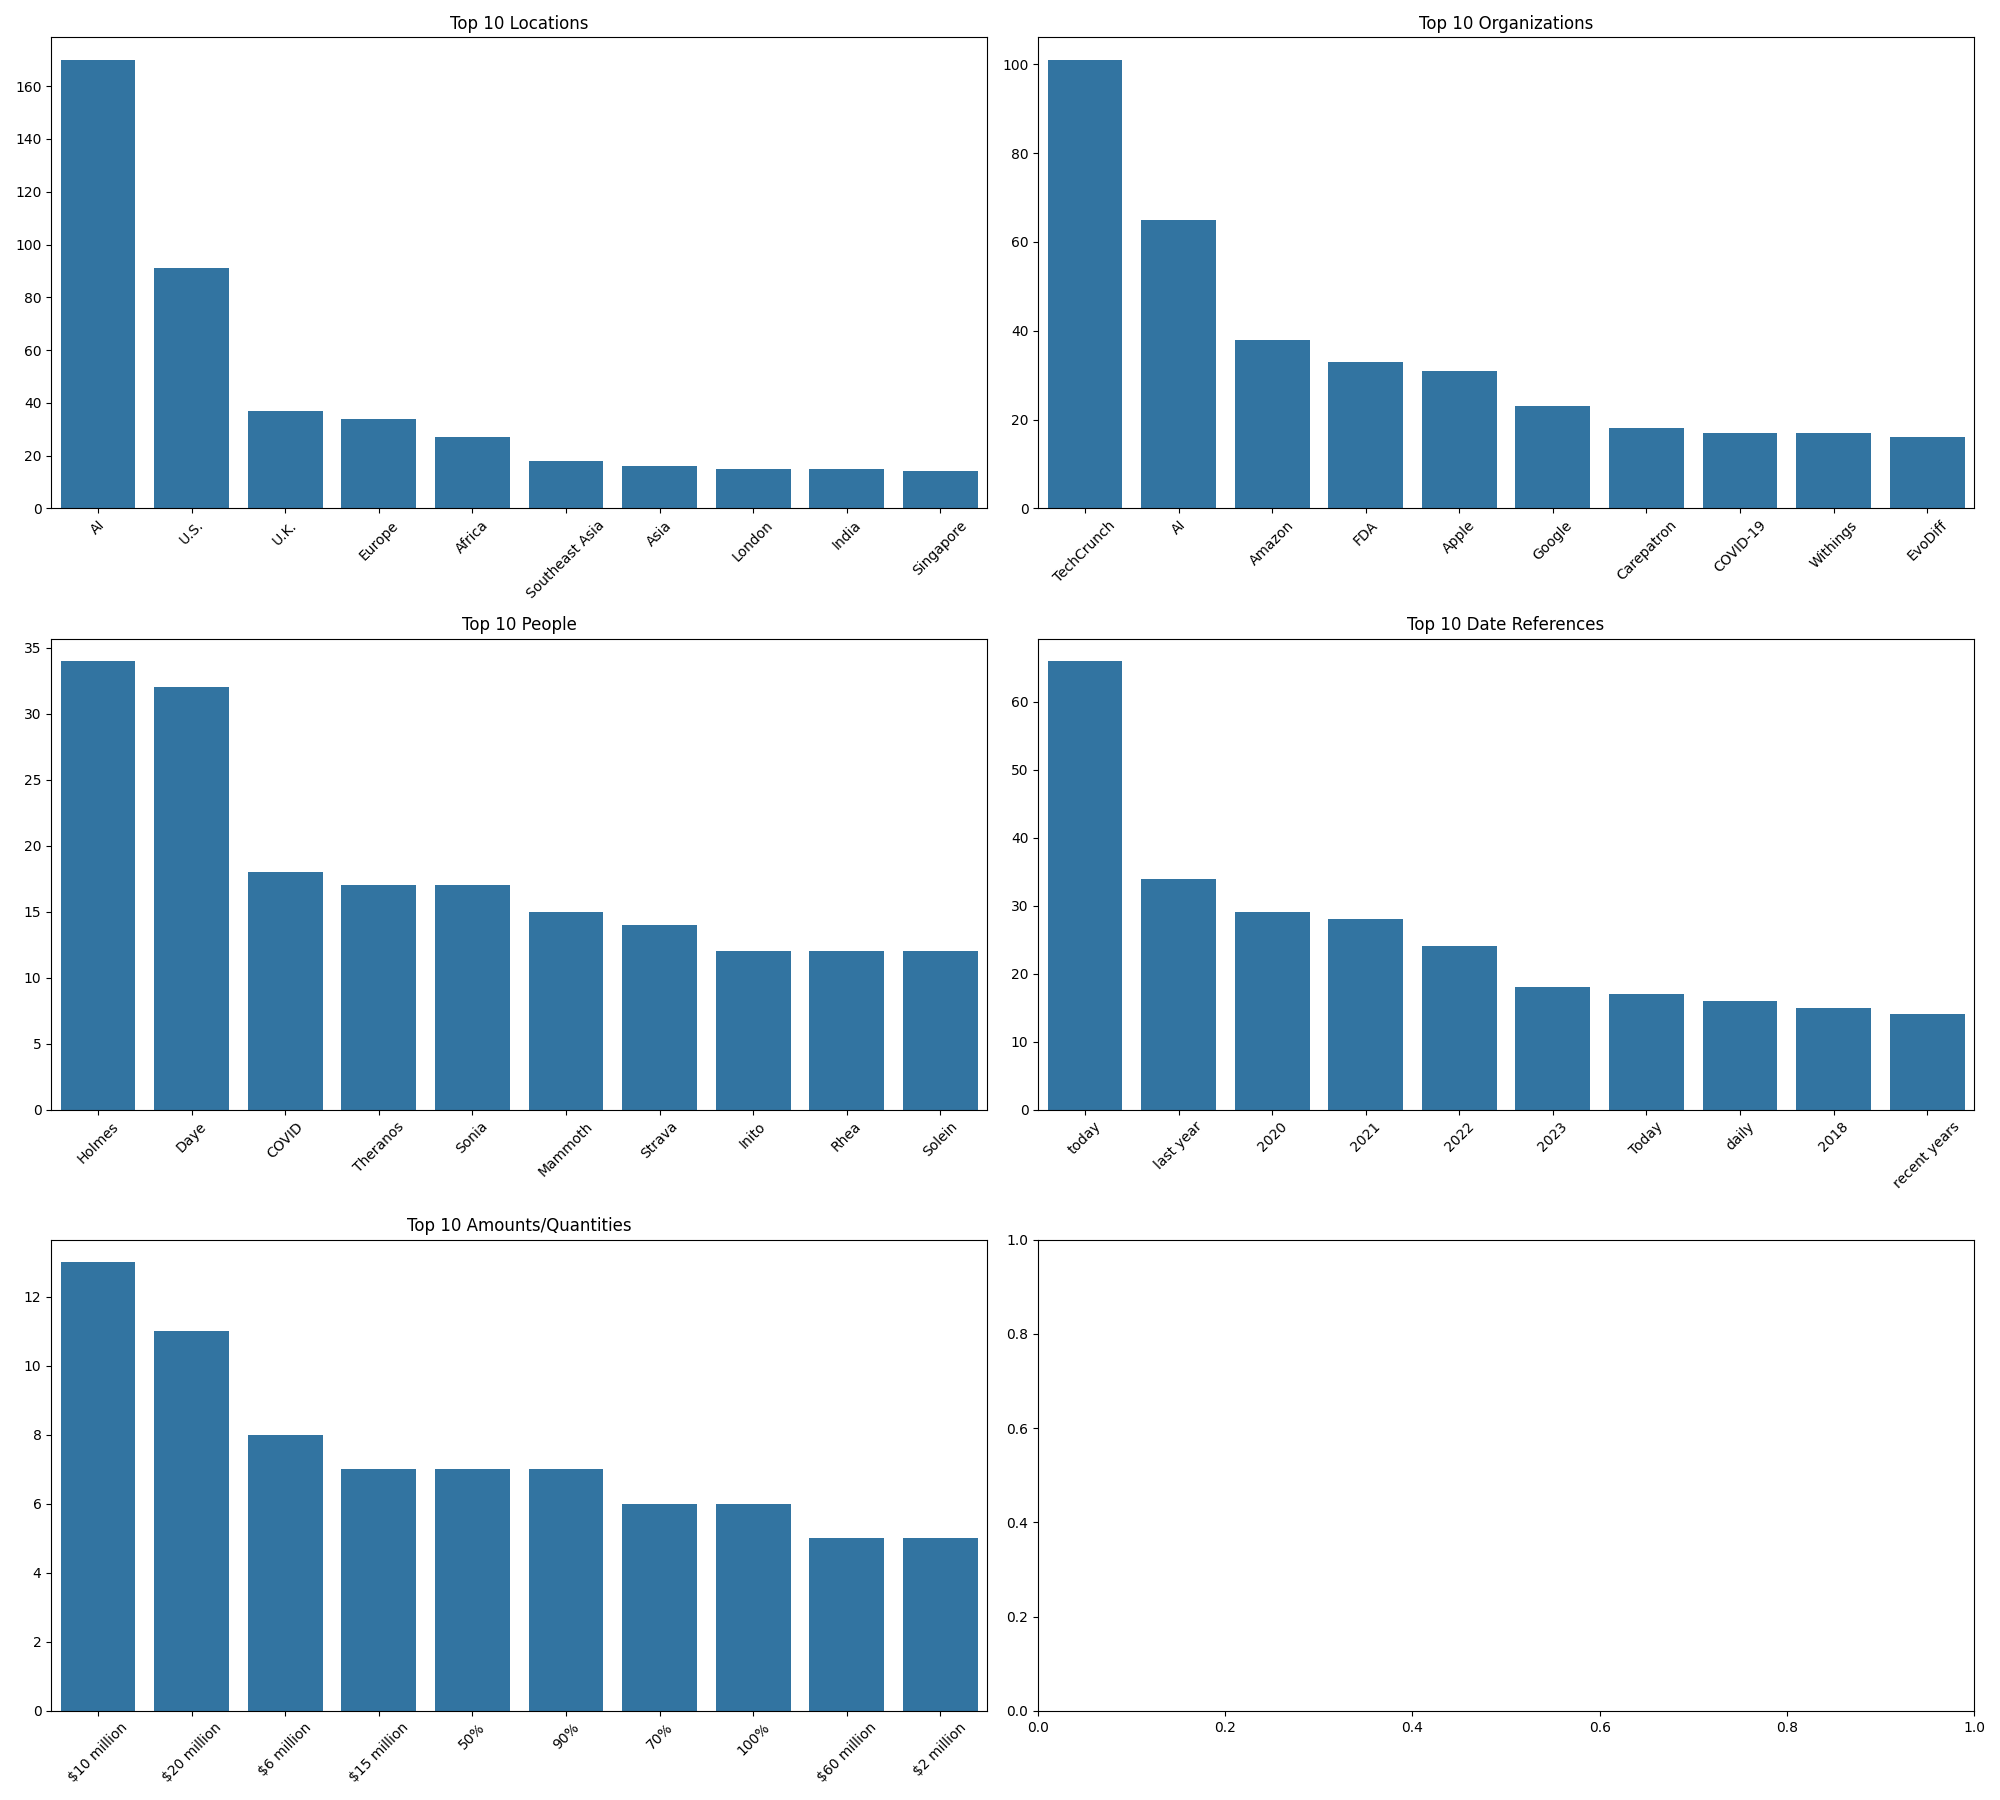 Top 10 Locations
160
140
120
100
80
60
40
20
0
AI
U.S.
U.K.
Europe
Africa
Southeast Asia
Asia
London
India
Singapore
Top 10 Organizations
100
80
60
40
20
0
TechCrunch
AI
Amazon
FDA
Apple
Google
Carepatron
COVID-19
Withings
EvoDiff
Top 10 People
35
30
25
20
15
10
5
0
Holmes
Daye
COVID
Theranos
Sonia
Mammoth
Strava
Inito
Rhea
Solein
Top 10 Date References
60
50
40
30
20
10
0
today
last year
2020
2021
2022
2023
Today
daily
2018
recent years
Top 10 Amounts/Quantities
12
10
8
6
4
2
0
$10 million
$20 million
$6 million
$15 million
50%
90%
70%
100%
$60 million
$2 million
1.0
0.8
0.6
0.4
0.2
0.0
0.0
0.2
0.4
0.6
0.8
1.0